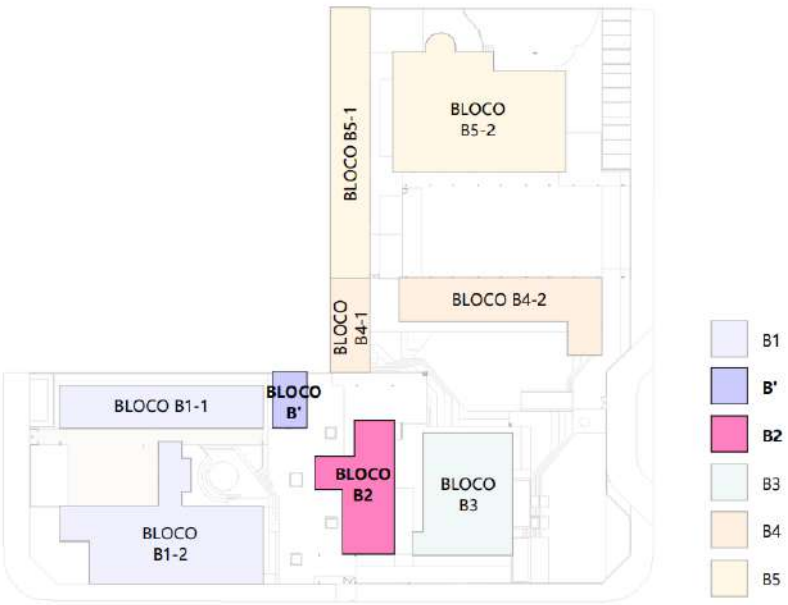 BLOCO B5-1
BLOCO
B5-2
BLOCO
B4-1
BLOCO B4-2
BLOCO B1-1
BLOCO
B'
BLOCO
B2
BLOCO
B3
BLOCO
B1-2
B1
B'
B2
B3
B4
B5